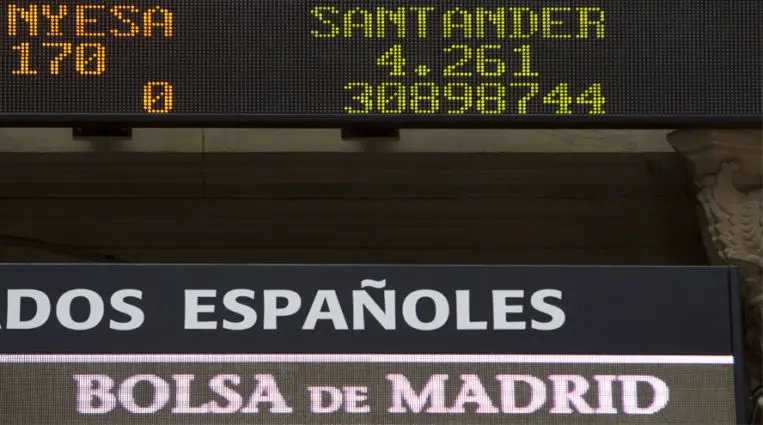 NYESA SANTANDER
170 4.261
0 30898744
ADOS ESPAÑOLES
BOLSA DE MADRID